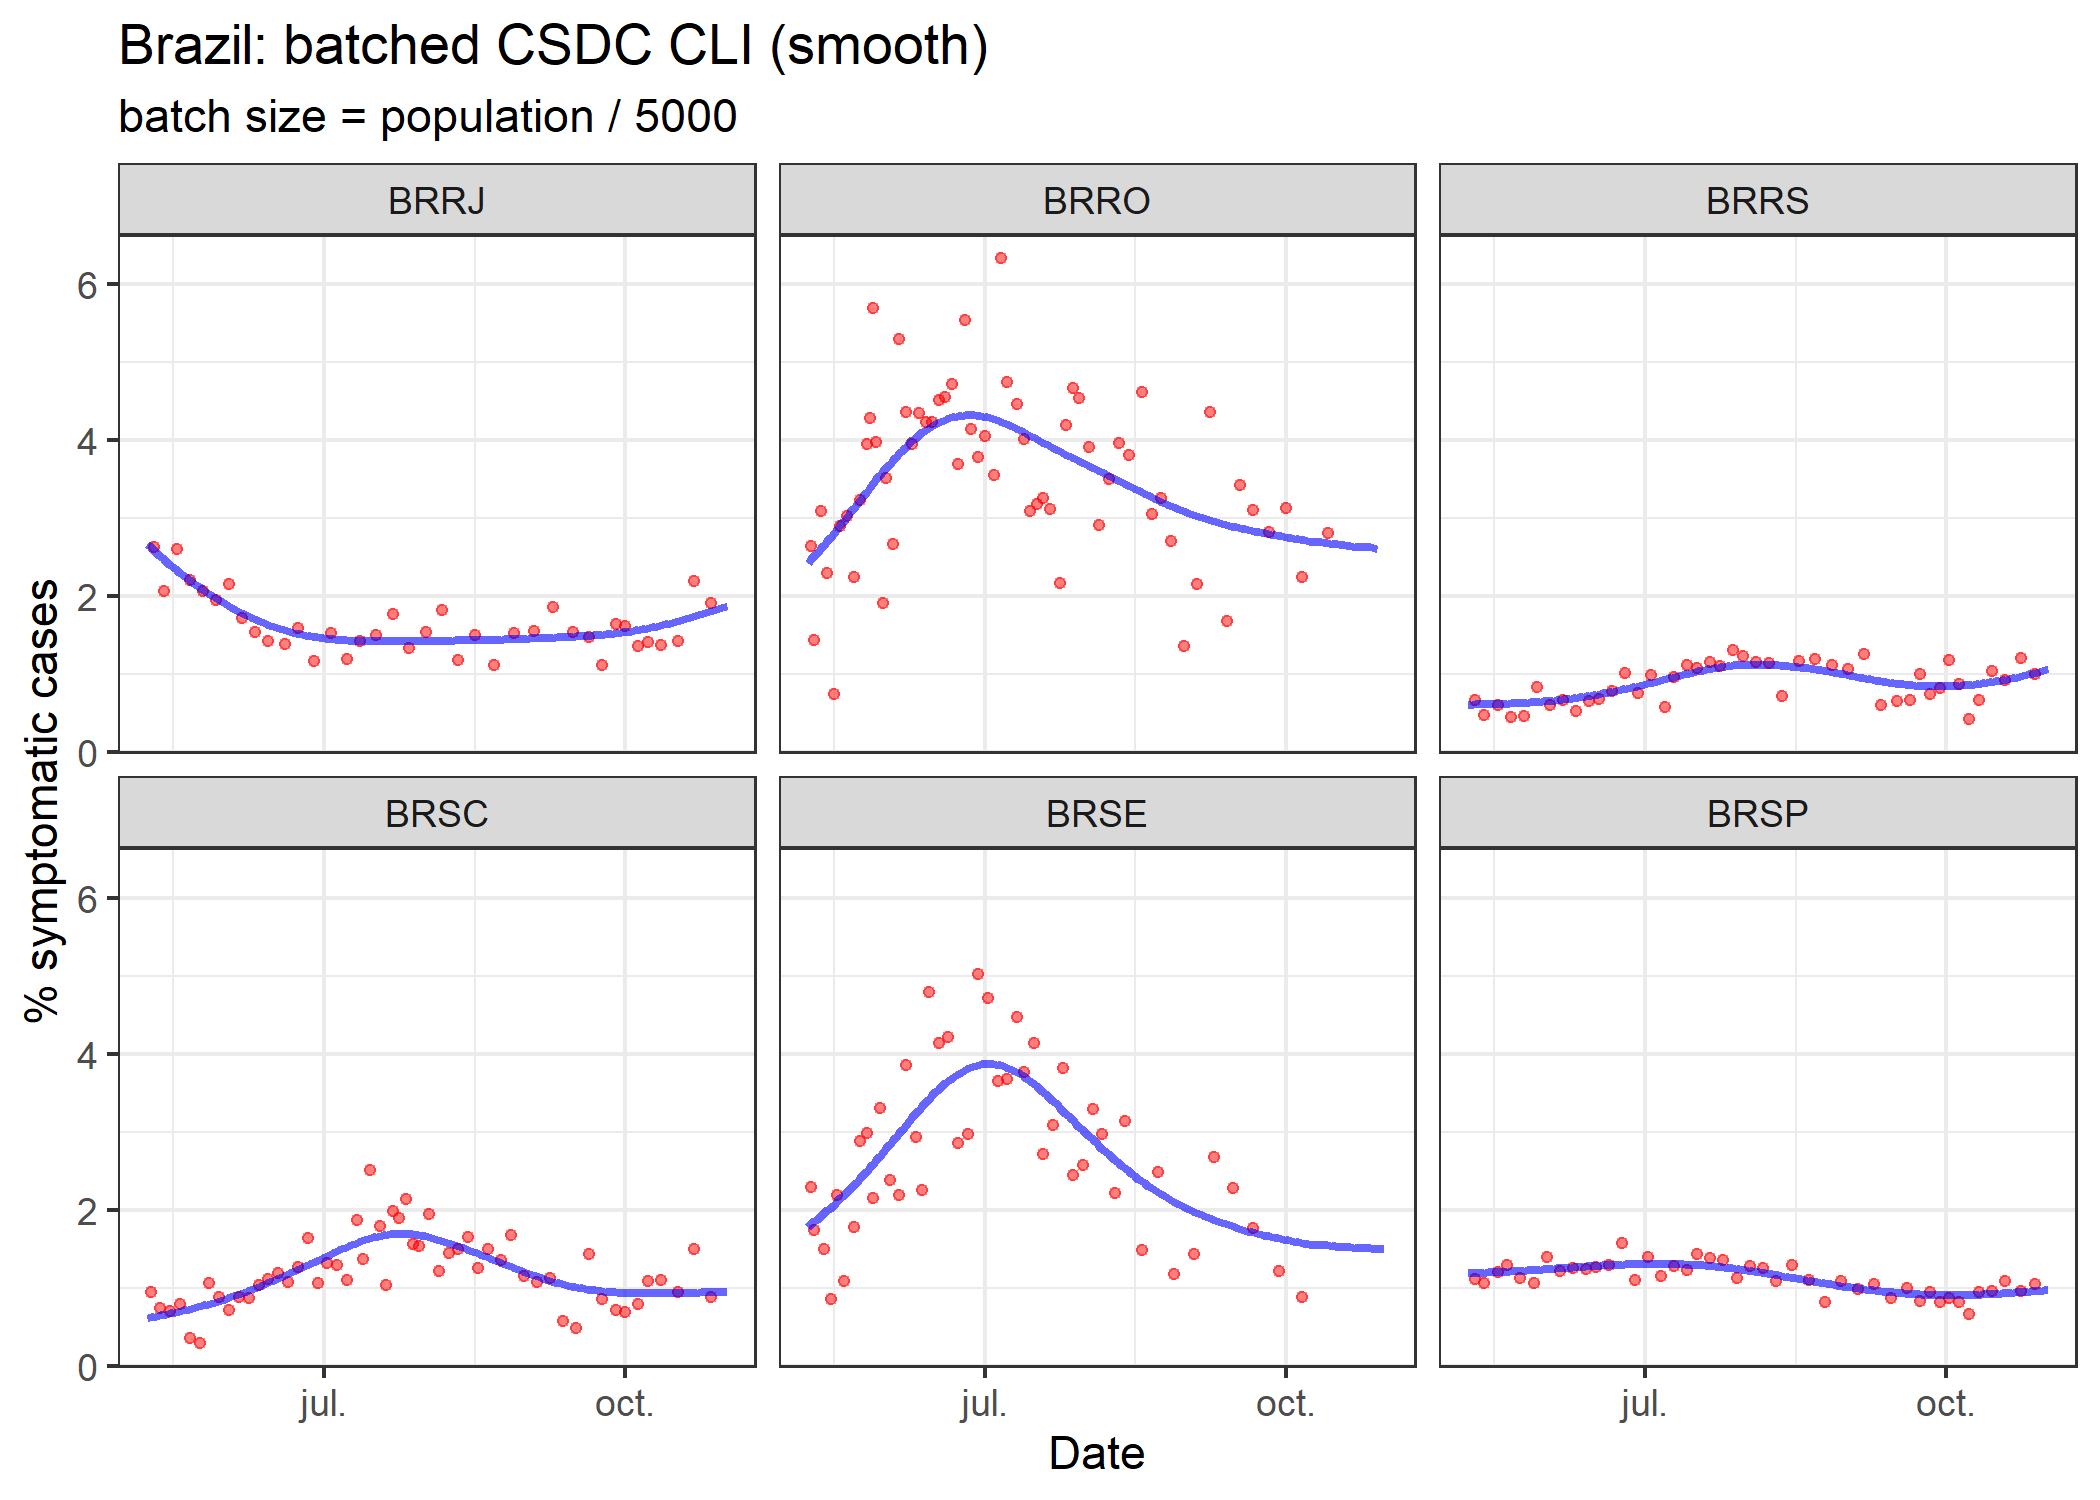 Brazil: batched CSDC CLI (smooth)
batch size = population / 5000
BRRJ
BRRO
BRRS
6
4
2
0
BRSC
BRSE
BRSP
6
4
2
0
% symptomatic cases
jul.
oct.
jul.
oct.
jul.
oct.
Date